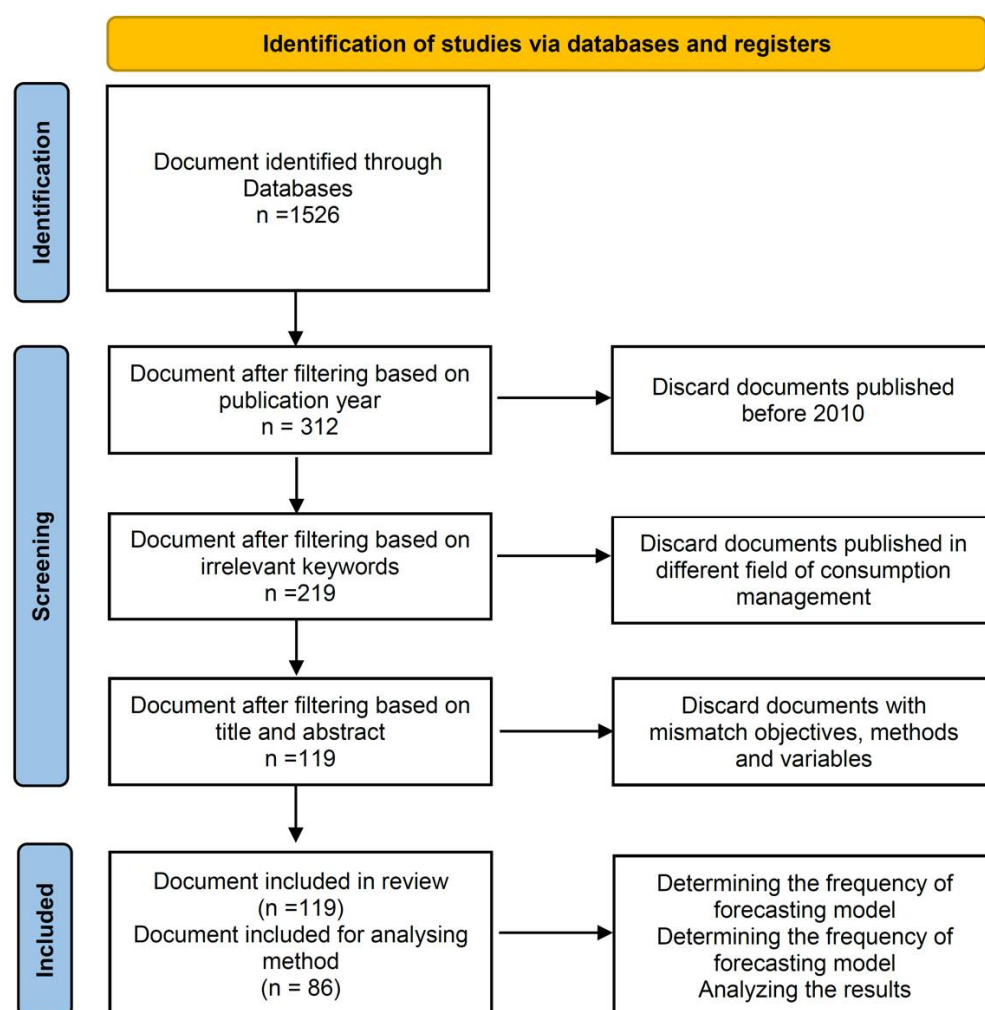 Identification of studies via databases and registers
Identification
Document identified through
Databases
n =1526
Screening
Document after filtering based on
publication year
n = 312
Discard documents published
before 2010
Document after filtering based on
irrelevant keywords
n =219
Discard documents published in
different field of consumption
management
Document after filtering based on
title and abstract
n =119
Discard documents with
mismatch objectives, methods
and variables
Included
Document included in review
(n =119)
Document included for analysing
method
(n = 86)
Determining the frequency of
forecasting model
Determining the frequency of
forecasting model
Analyzing the results